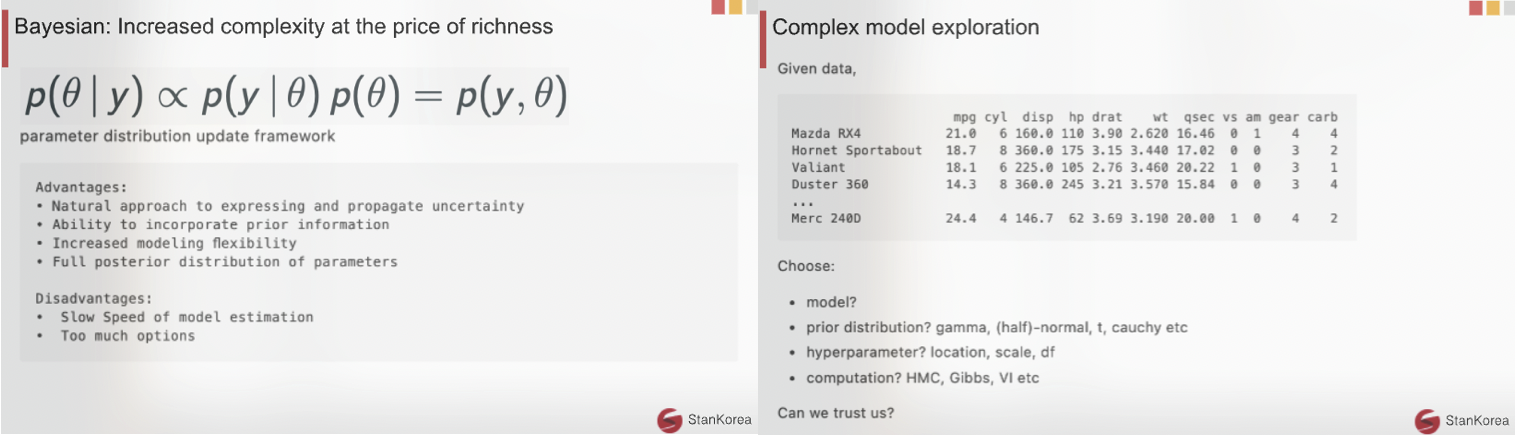 Bayesian: Increased complexity at the price of richness
p(θ | y) ∝ p(y | θ) p(θ) = p(y, θ)
parameter distribution update framework
Advantages:
• Natural approach to expressing and propagate uncertainty
• Ability to incorporate prior information
• Increased modeling flexibility
• Full posterior distribution of parameters
Disadvantages:
• Slow Speed of model estimation
• Too much options
StanKorea
Complex model exploration
Given data,
mpg cyl disp hp drat wt qsec vs am gear carb
Mazda RX4 21.0 6 160.0 110 3.90 2.620 16.46 0 1 4 4
Hornet Sportabout 18.7 8 360.0 175 3.15 3.440 17.02 0 0 3 2
Valiant 18.1 6 225.0 105 2.76 3.460 20.22 1 0 3 1
Duster 360 14.3 8 360.0 245 3.21 3.570 15.84 0 0 3 4
...
Merc 240D 24.4 4 146.7 62 3.69 3.190 20.00 1 0 4 2
Choose:
• model?
• prior distribution? gamma, (half)-normal, t, cauchy etc
• hyperparameter? location, scale, df
• computation? HMC, Gibbs, VI etc
Can we trust us?
StanKorea